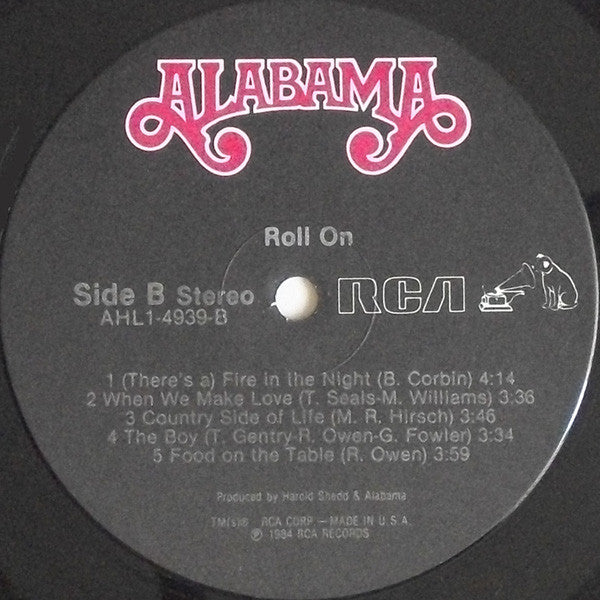 ALABAMA
Roll On
Side B Stereo
AHL1-4939-B
RCA
1 (There's a) Fire in the Night (B. Corbin) 4:14
2 When We Make Love (T. Seals-M. Williams) 3:36
3 Country Side of Life (M. R. Hirsch) 3:46
4 The Boy (T. Gentry-R. Owen-G. Fowler) 3:34
5 Food on the Table (R. Owen) 3:59
Produced by Harold Shedd & Alabama
TM(s)® RCA CORP — MADE IN U.S.A.
℗ 1984 RCA RECORDS